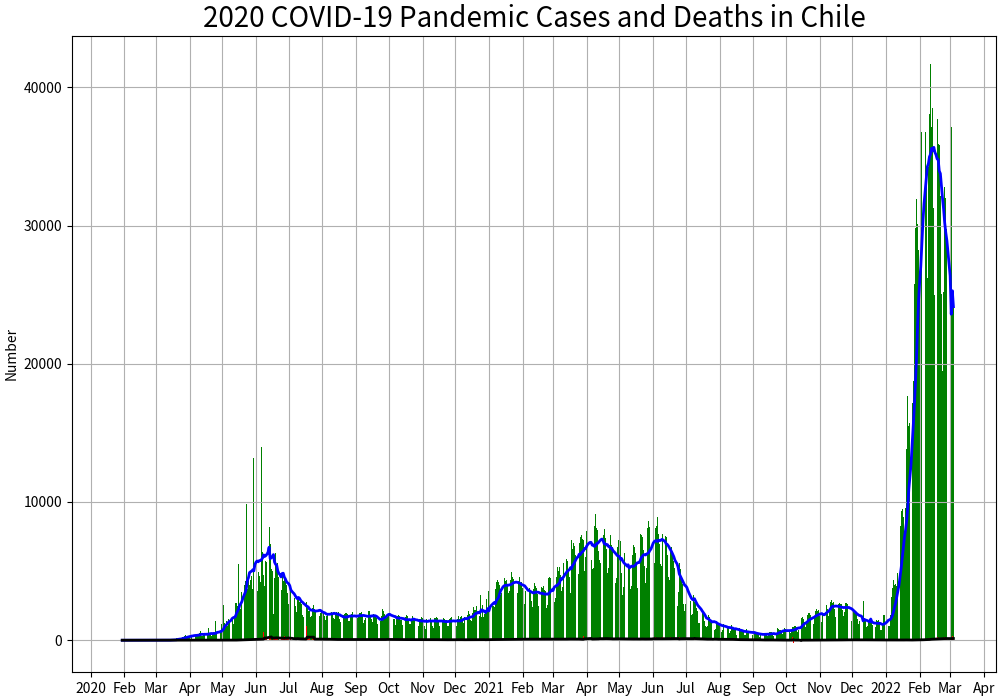 2020 COVID-19 Pandemic Cases and Deaths in Chile
Number
40000
30000
20000
10000
0
2020 Feb Mar Apr May Jun Jul Aug Sep Oct Nov Dec 2021 Feb Mar Apr May Jun Jul Aug Sep Oct Nov Dec 2022 Feb Mar Apr